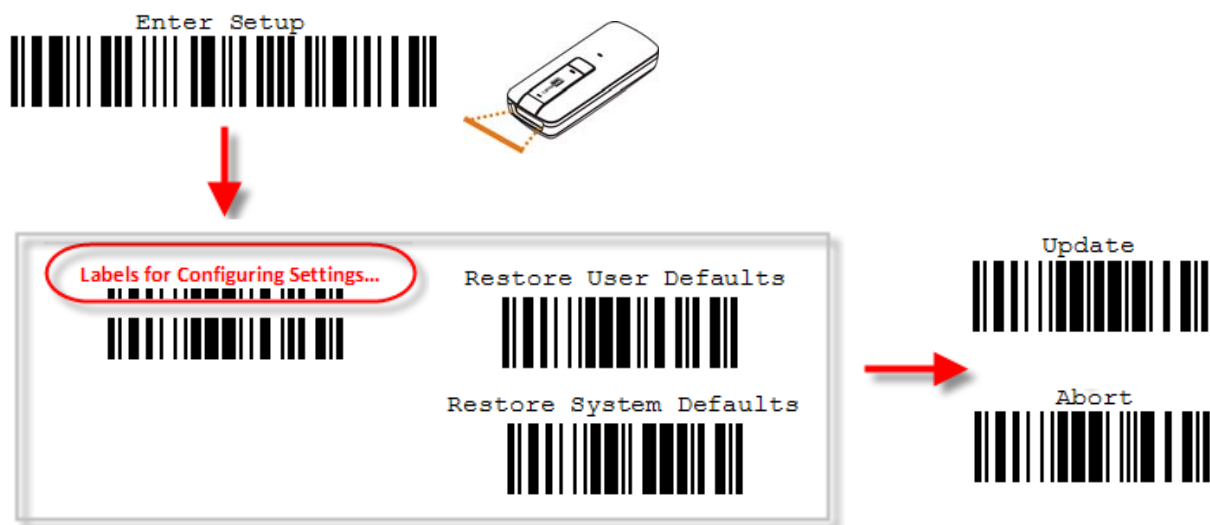 Enter Setup
Labels for Configuring Settings...
Restore User Defaults
Restore System Defaults
Update
Abort